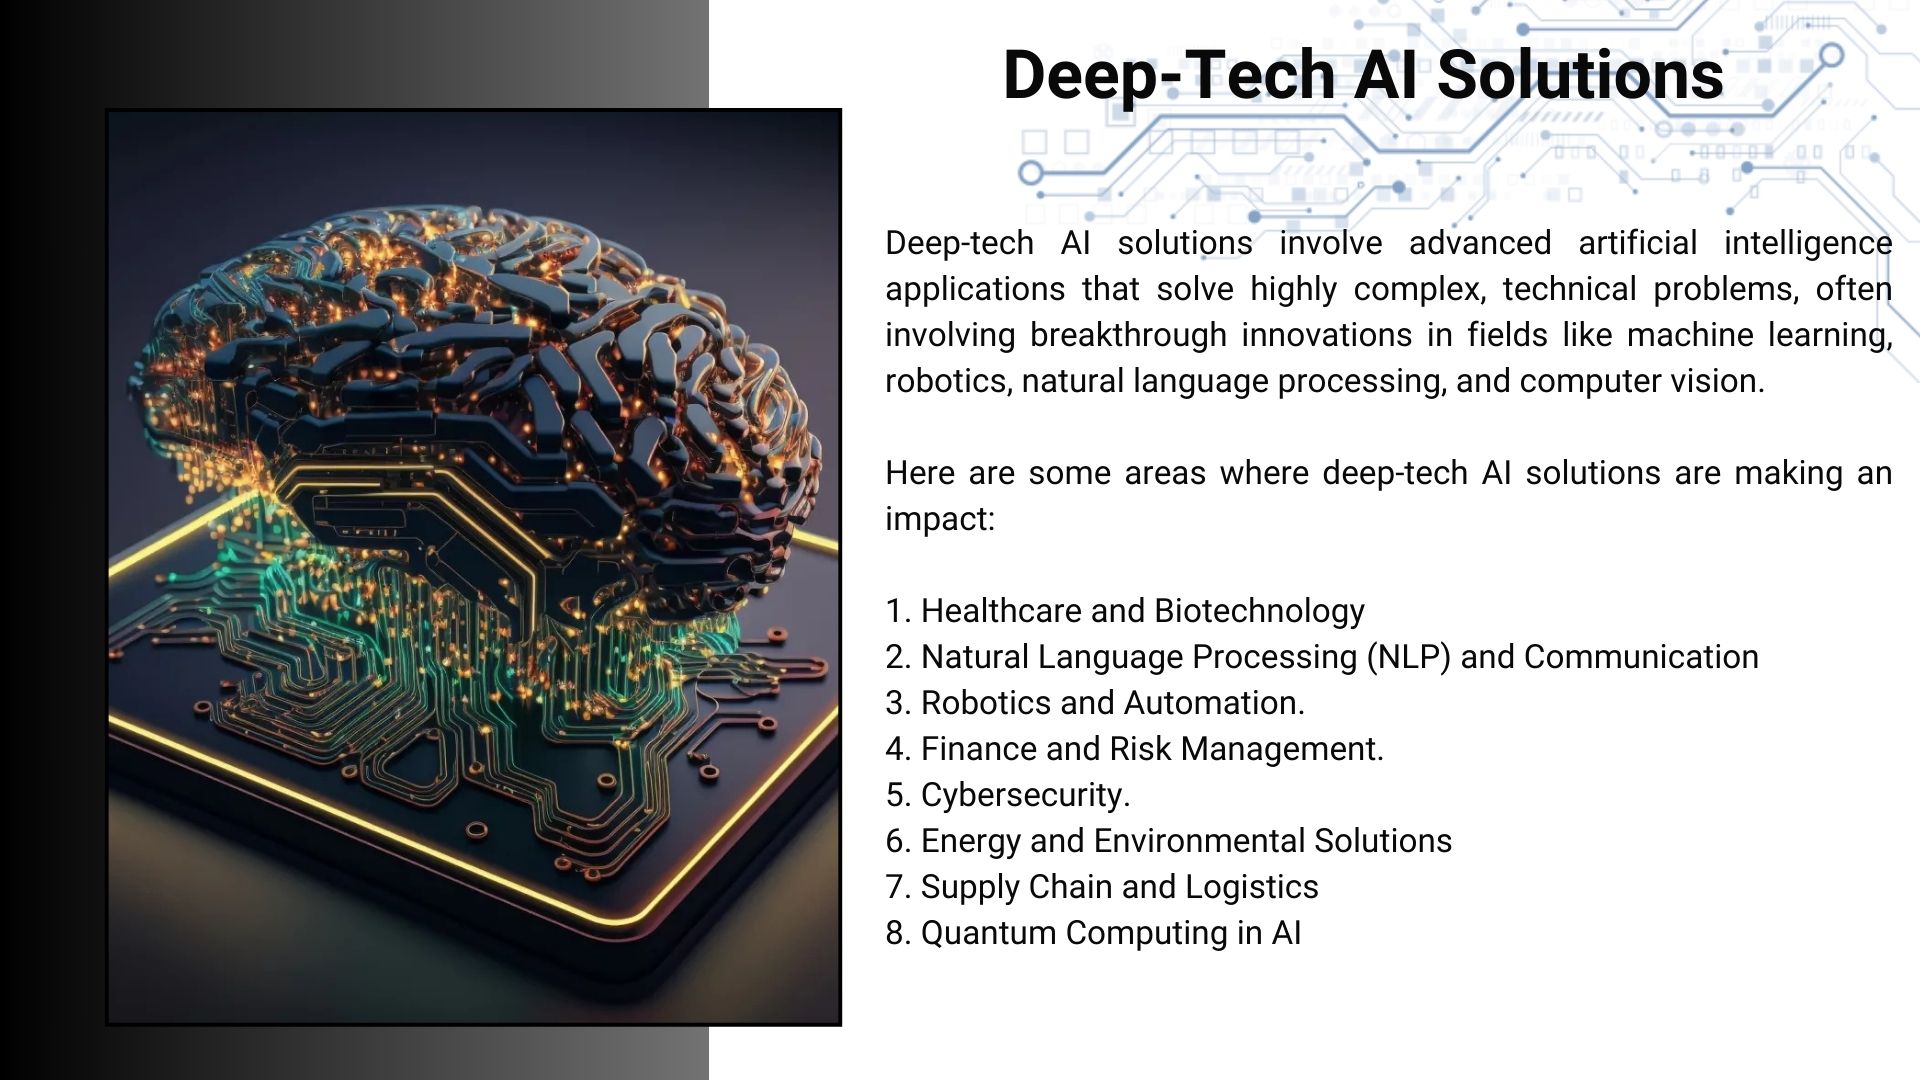 Deep-Tech AI Solutions
Deep-tech AI solutions involve advanced artificial intelligence
applications that solve highly complex, technical problems, often
involving breakthrough innovations in fields like machine learning,
robotics, natural language processing, and computer vision.
Here are some areas where deep-tech AI solutions are making an
impact:
1. Healthcare and Biotechnology
2. Natural Language Processing (NLP) and Communication
3. Robotics and Automation.
4. Finance and Risk Management.
5. Cybersecurity.
6. Energy and Environmental Solutions
7. Supply Chain and Logistics
8. Quantum Computing in AI